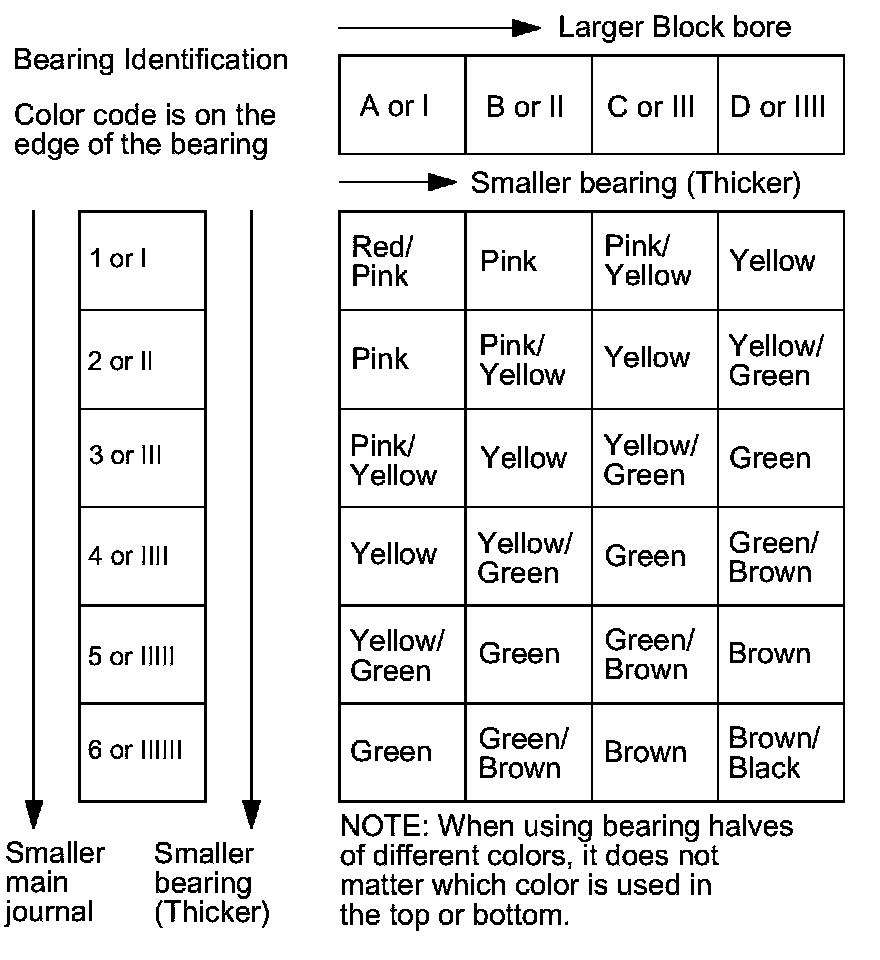 Larger Block bore
Bearing Identification
Color code is on the
edge of the bearing
A or I
B or II
C or III
D or IIII
Smaller bearing (Thicker)
1 or I
Red/
Pink
Pink
Pink/
Yellow
Yellow
2 or II
Pink
Pink/
Yellow
Yellow
Yellow/
Green
3 or III
Pink/
Yellow
Yellow
Yellow/
Green
Green
4 or IIII
Yellow
Yellow/
Green
Green
Green/
Brown
5 or IIIII
Yellow/
Green
Green
Green/
Brown
Brown
6 or IIIIII
Green
Green/
Brown
Brown
Brown/
Black
Smaller
main
journal
Smaller
bearing
(Thicker)
NOTE: When using bearing halves
of different colors, it does not
matter which color is used in
the top or bottom.